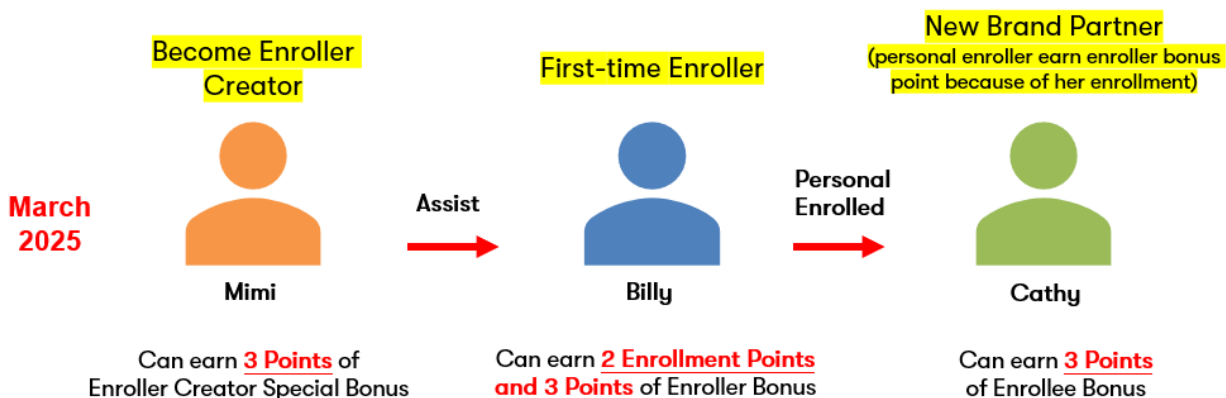 Become Enroller
Creator
First-time Enroller
New Brand Partner
(personal enroller earn enroller bonus
point because of her enrollment)
March
2025
Assist
Personal
Enrolled
Mimi
Billy
Cathy
Can earn 3 Points of
Enroller Creator Special Bonus
Can earn 2 Enrollment Points
and 3 Points of Enroller Bonus
Can earn 3 Points
of Enrollee Bonus